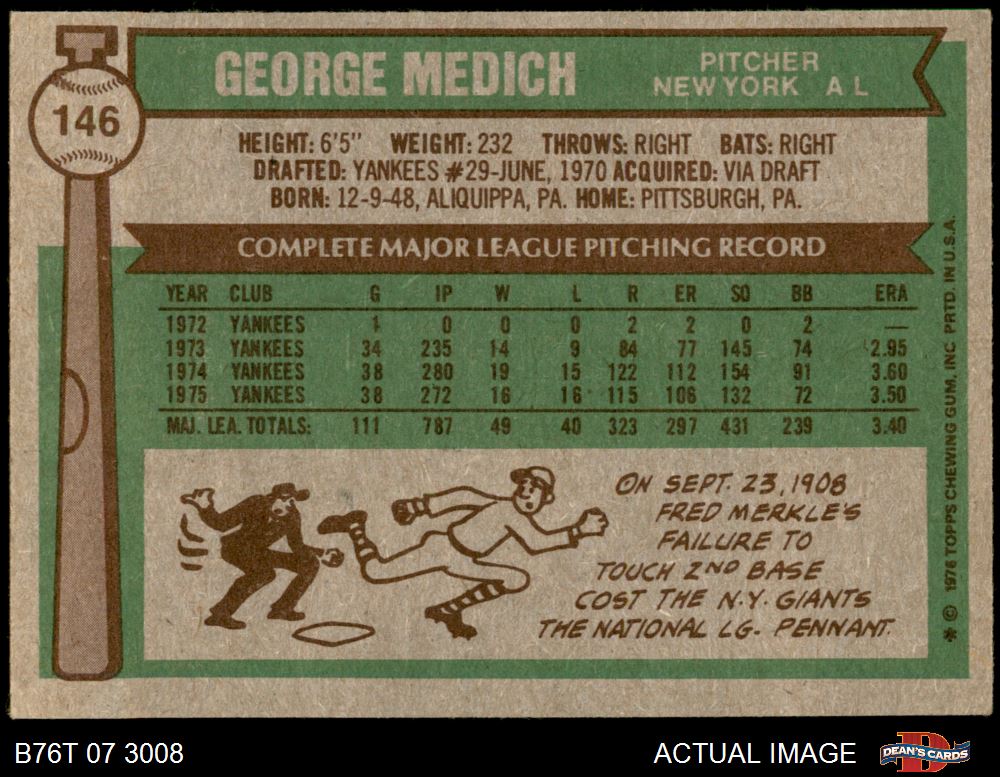 146
GEORGE MEDICH
PITCHER
NEW YORK A L
HEIGHT: 6'5" WEIGHT: 232 THROWS: RIGHT BATS: RIGHT
DRAFTED: YANKEES #29-JUNE, 1970 ACQUIRED: VIA DRAFT
BORN: 12-9-48, ALIQUIPPA, PA. HOME: PITTSBURGH, PA.
COMPLETE MAJOR LEAGUE PITCHING RECORD
YEAR CLUB G IP W L R ER SO BB ERA
1972 YANKEES 1 0 0 0 2 2 0 2 —
1973 YANKEES 34 235 14 9 84 77 145 74 2.95
1974 YANKEES 38 280 19 15 122 112 154 91 3.60
1975 YANKEES 38 272 16 16 115 106 132 72 3.50
MAJ. LEA. TOTALS: 111 787 49 40 323 297 431 239 3.40
ON SEPT. 23, 1908
FRED MERKLE'S
FAILURE TO
TOUCH 2ND BASE
COST THE N.Y. GIANTS
THE NATIONAL LG. PENNANT.
* © 1976 TOPPS CHEWING GUM, INC PRTD. IN U.S.A.
B76T 07 3008
ACTUAL IMAGE
D
DEAN'S CARDS